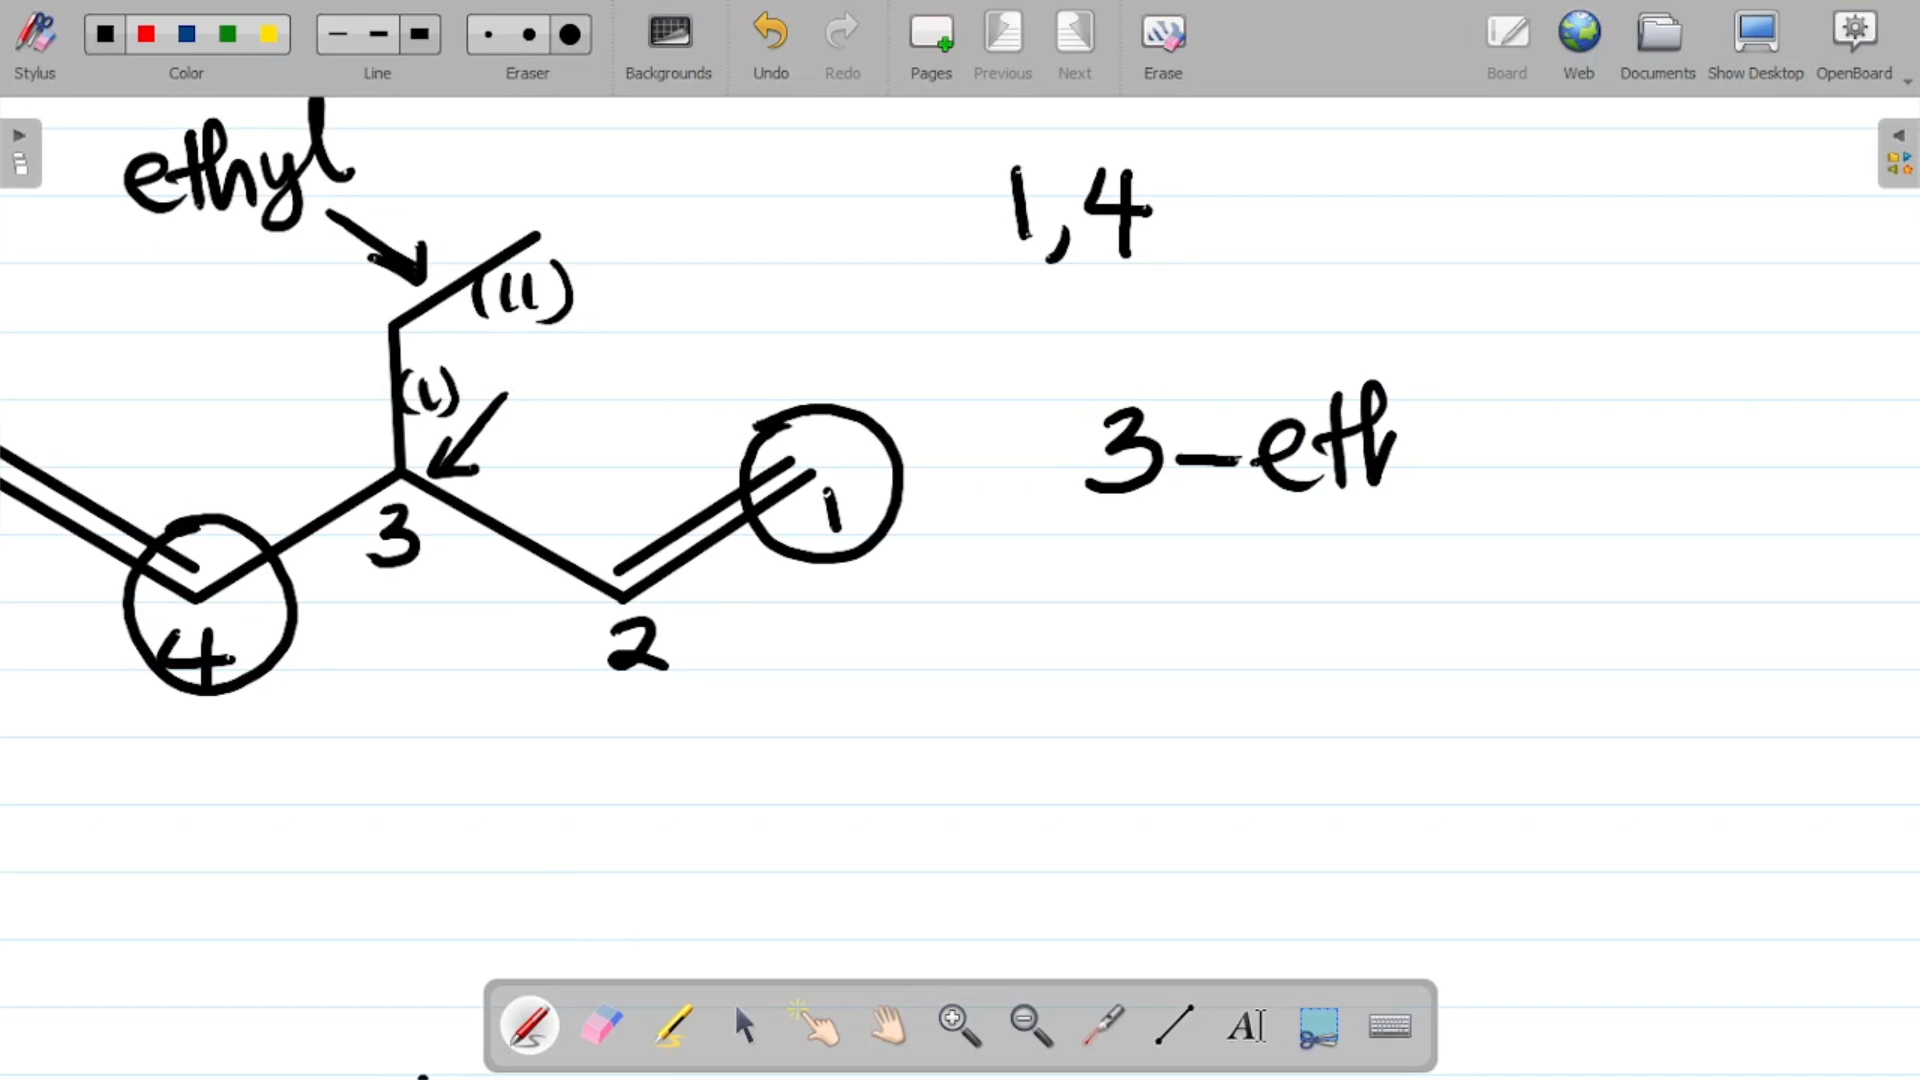 Stylus
Color
Line
Eraser
Backgrounds
Undo
Redo
Pages
Previous
Next
Erase
Board
Web
Documents
Show Desktop
OpenBoard
ethyl
1,4
(II)
(I)
3-eth
1
3
4
2
A